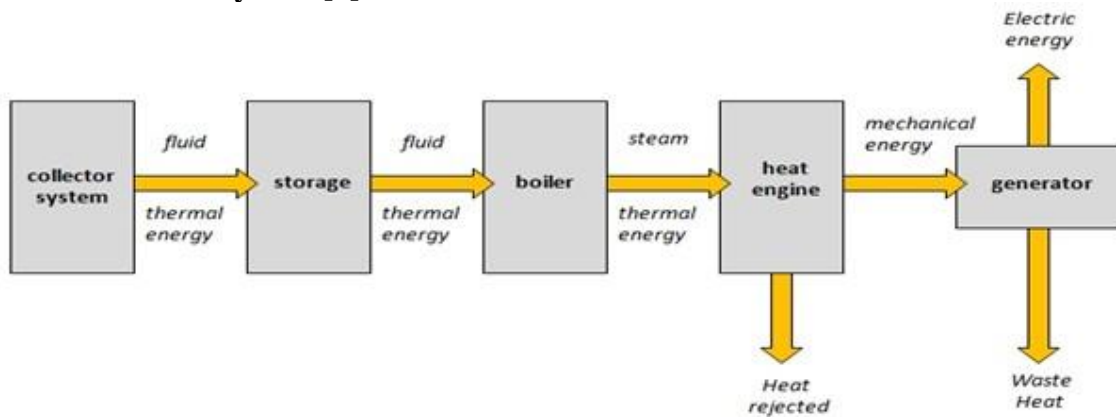 Electric
energy
collector
system
fluid
thermal
energy
storage
fluid
thermal
energy
boiler
steam
thermal
energy
heat
engine
mechanical
energy
generator
Heat
rejected
Waste
Heat